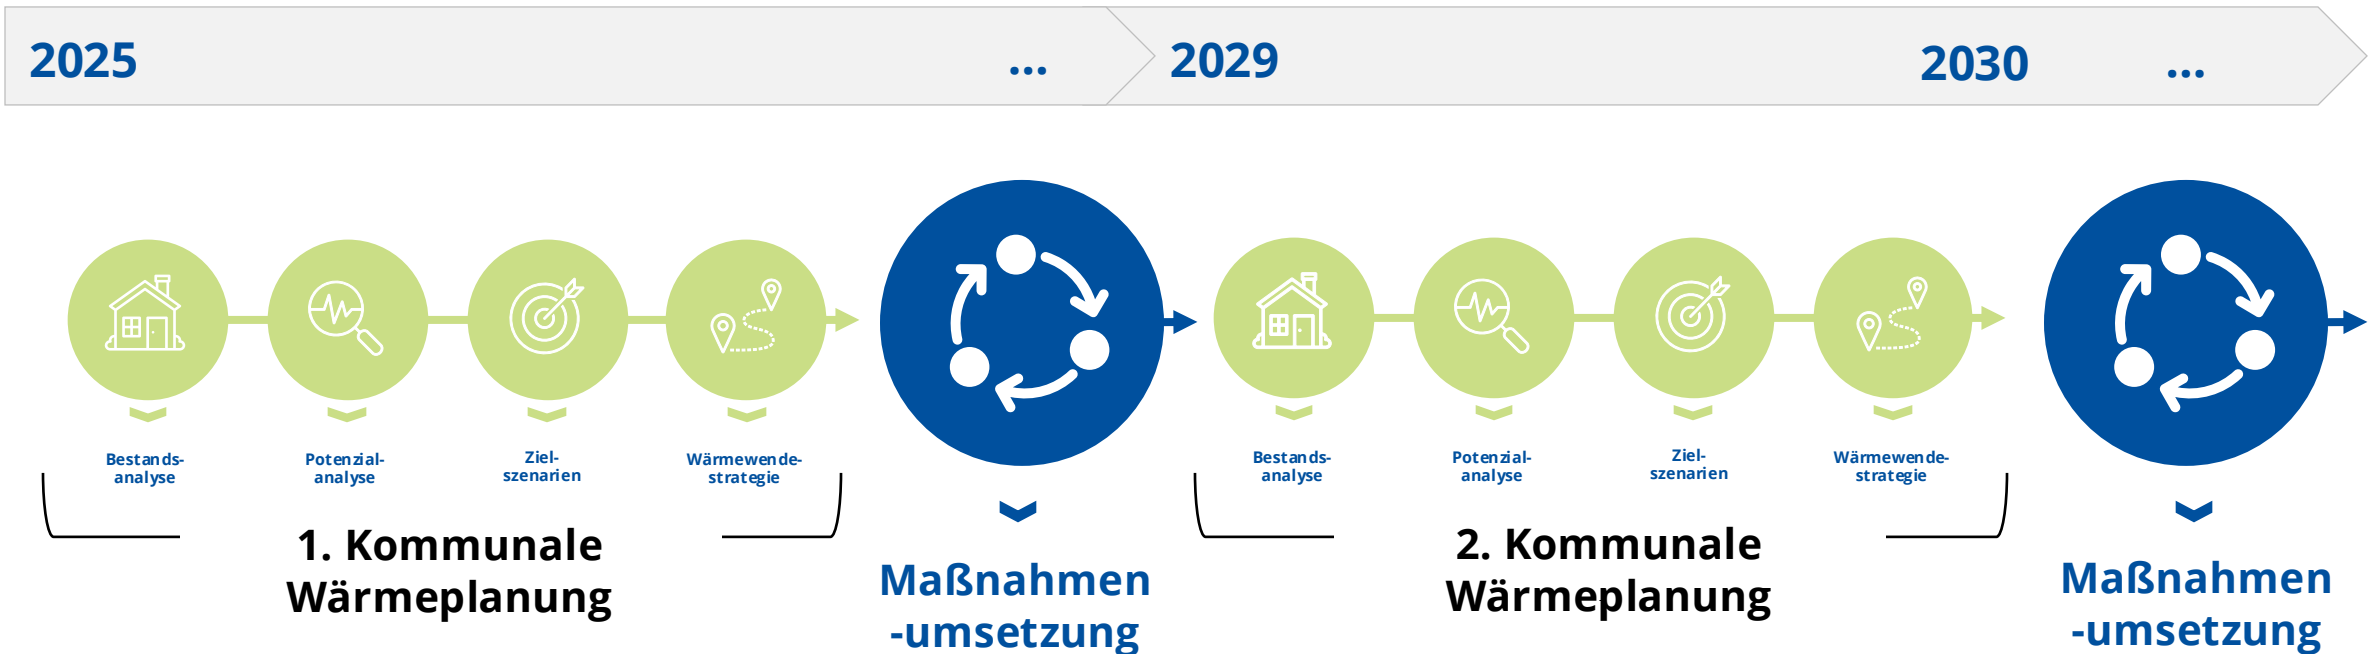 2025
...
2029
2030
...
Bestands-
analyse
Potenzial-
analyse
Ziel-
szenarien
Wärmewende-
strategie
1. Kommunale
Wärmeplanung
Maßnahmen
-umsetzung
Bestands-
analyse
Potenzial-
analyse
Ziel-
szenarien
Wärmewende-
strategie
2. Kommunale
Wärmeplanung
Maßnahmen
-umsetzung